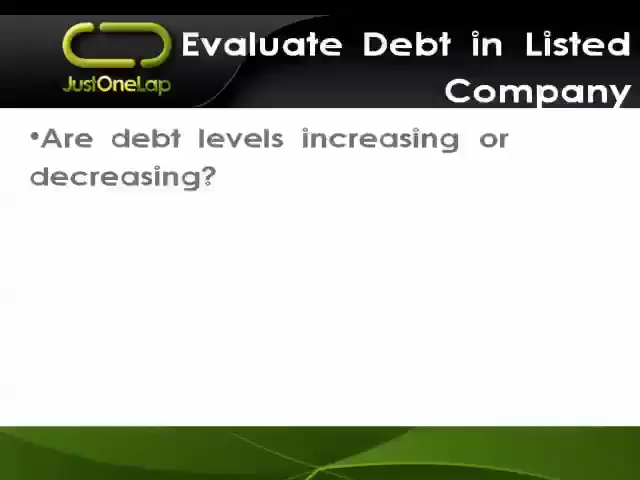 JustOneLap
Evaluate Debt in Listed
Company
•Are debt levels increasing or
decreasing?